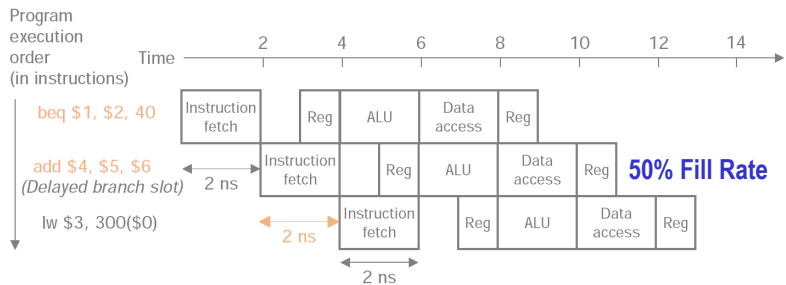 Program
execution
order
(in instructions)
Time
2 4 6 8 10 12 14
beq $1, $2, 40
Instruction
fetch
Reg
ALU
Data
access
Reg
add $4, $5, $6
(Delayed branch slot)
2 ns
Instruction
fetch
Reg
ALU
Data
access
Reg
50% Fill Rate
lw $3, 300($0)
2 ns
Instruction
fetch
Reg
ALU
Data
access
Reg
2 ns